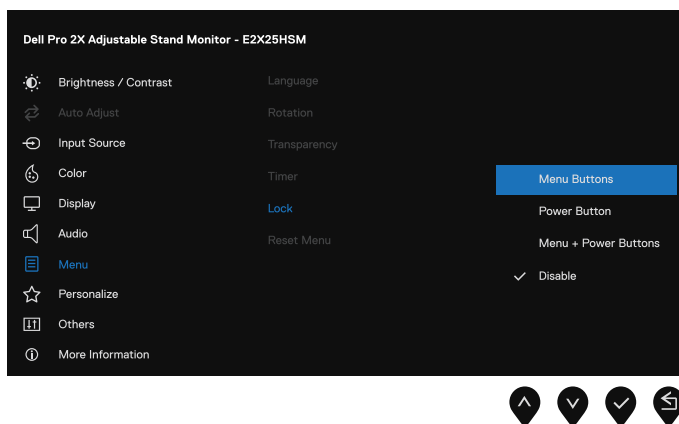 Dell Pro 2X Adjustable Stand Monitor - E2X25HSM
Brightness / Contrast
Auto Adjust
Input Source
Color
Display
Audio
Menu
Personalize
Others
More Information
Language
Rotation
Transparency
Timer
Lock
Reset Menu
Menu Buttons
Power Button
Menu + Power Buttons
Disable